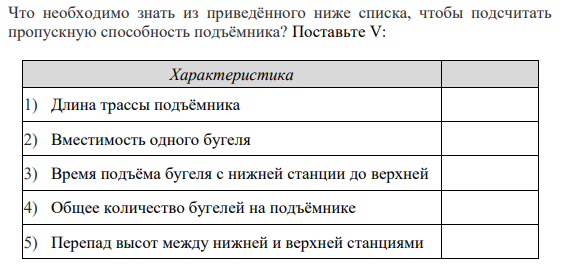 Что необходимо знать из приведённого ниже списка, чтобы подсчитать
пропускную способность подъёмника? Поставьте V:
Характеристика
1) Длина трассы подъёмника
2) Вместимость одного бугеля
3) Время подъёма бугеля с нижней станции до верхней
4) Общее количество бугелей на подъёмнике
5) Перепад высот между нижней и верхней станциями